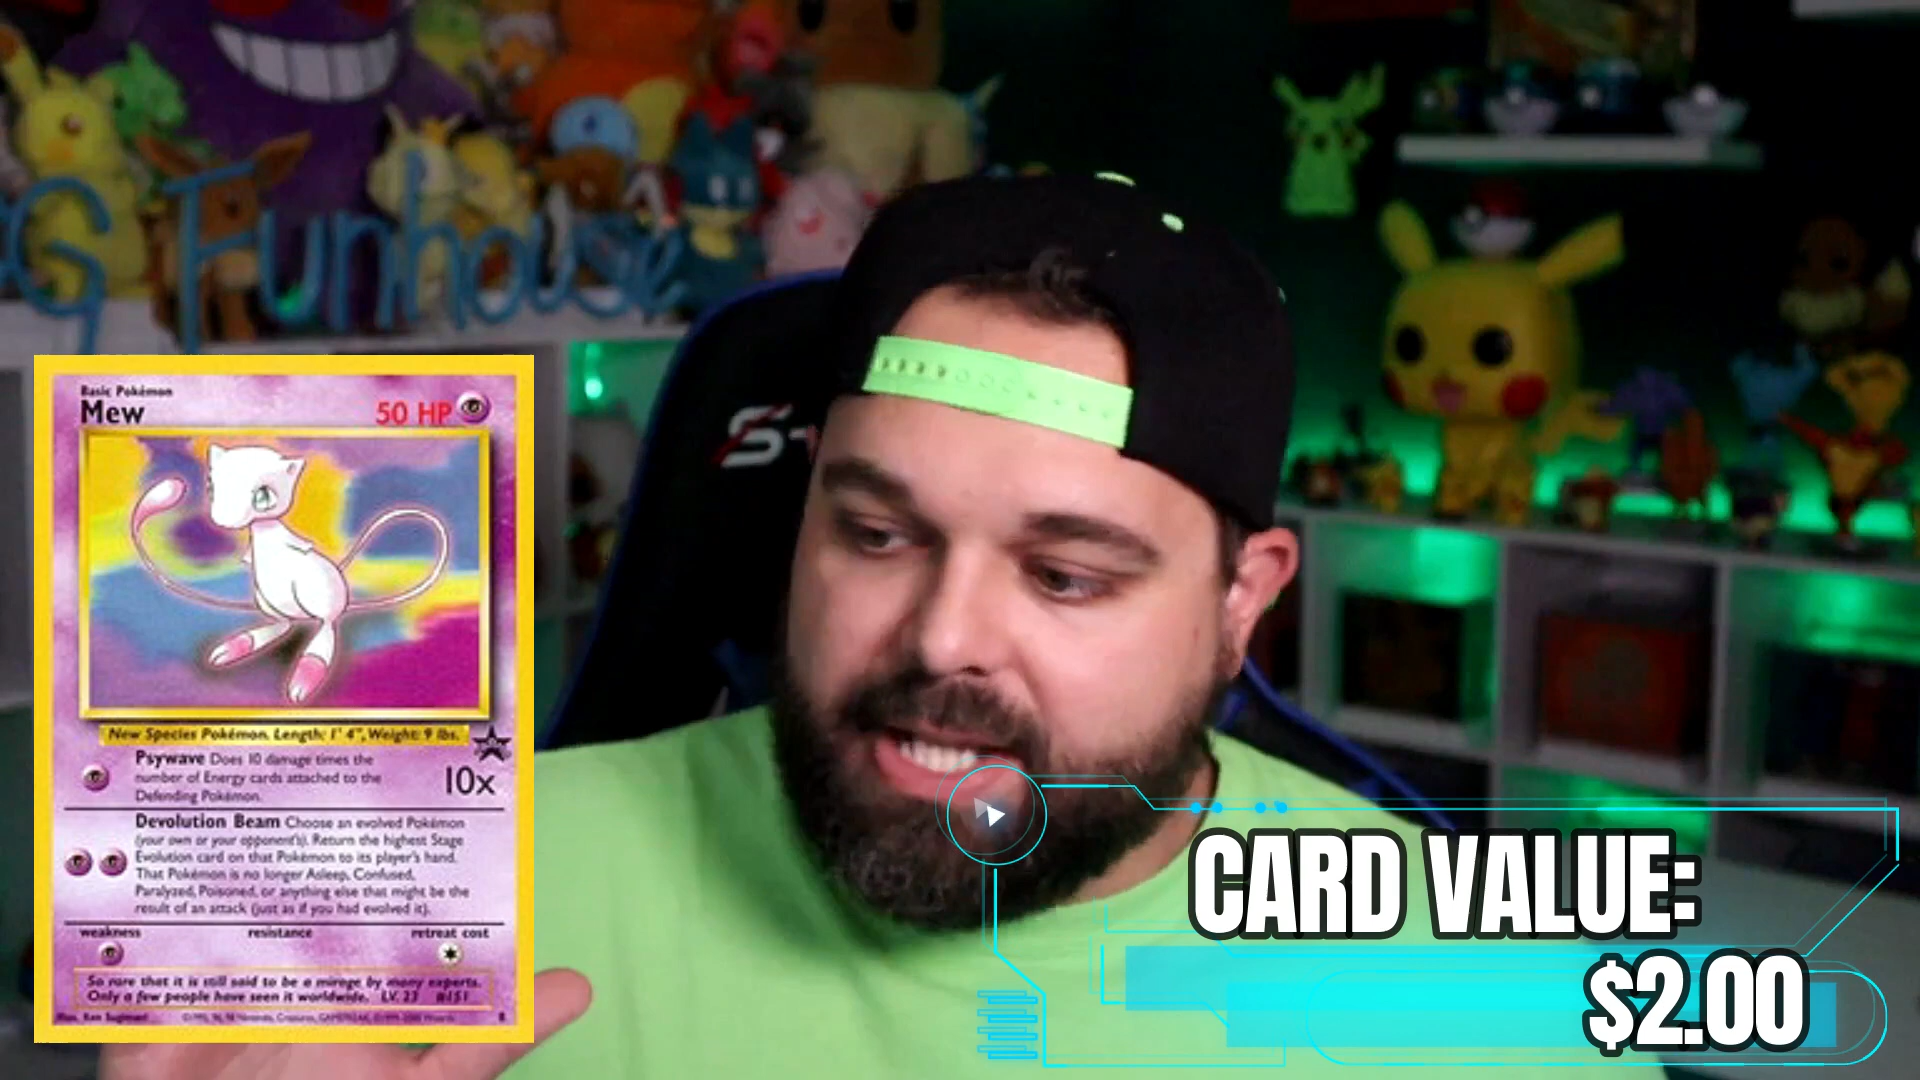 G Funhouse
S
Basic Pokémon
Mew
50 HP
New Species Pokémon. Length: 1' 4", Weight: 9 lbs.
Psywave Does 10 damage times the
number of Energy cards attached to the
Defending Pokémon.
10x
Devolution Beam Choose an evolved Pokémon
(your own or your opponent's). Return the highest Stage
Evolution card on that Pokémon to its player's hand.
That Pokémon is no longer Asleep, Confused,
Paralyzed, Poisoned, or anything else that might be the
result of an attack (just as if you had evolved it).
weakness resistance retreat cost
So rare that it is still said to be a mirage by many experts.
Only a few people have seen it worldwide. LV. 23 #151
Illus. Ken Sugimori
8
CARD VALUE:
$2.00